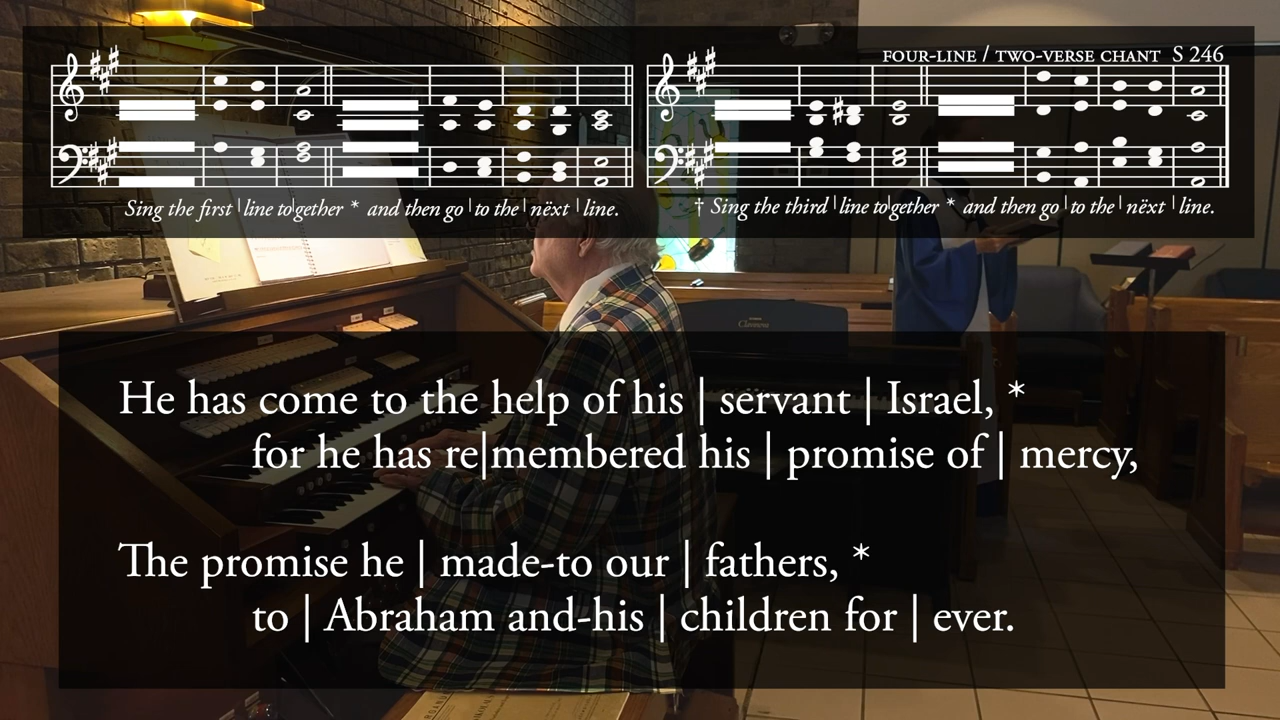 FOUR-LINE / TWO-VERSE CHANT S 246
Sing the first | line to|gether * and then go | to the | nëxt | line.
† Sing the third | line to|gether * and then go | to the | nëxt | line.
Clavinova
He has come to the help of his | servant | Israel, *
for he has re|membered his | promise of | mercy,
The promise he | made-to our | fathers, *
to | Abraham and-his | children for | ever.